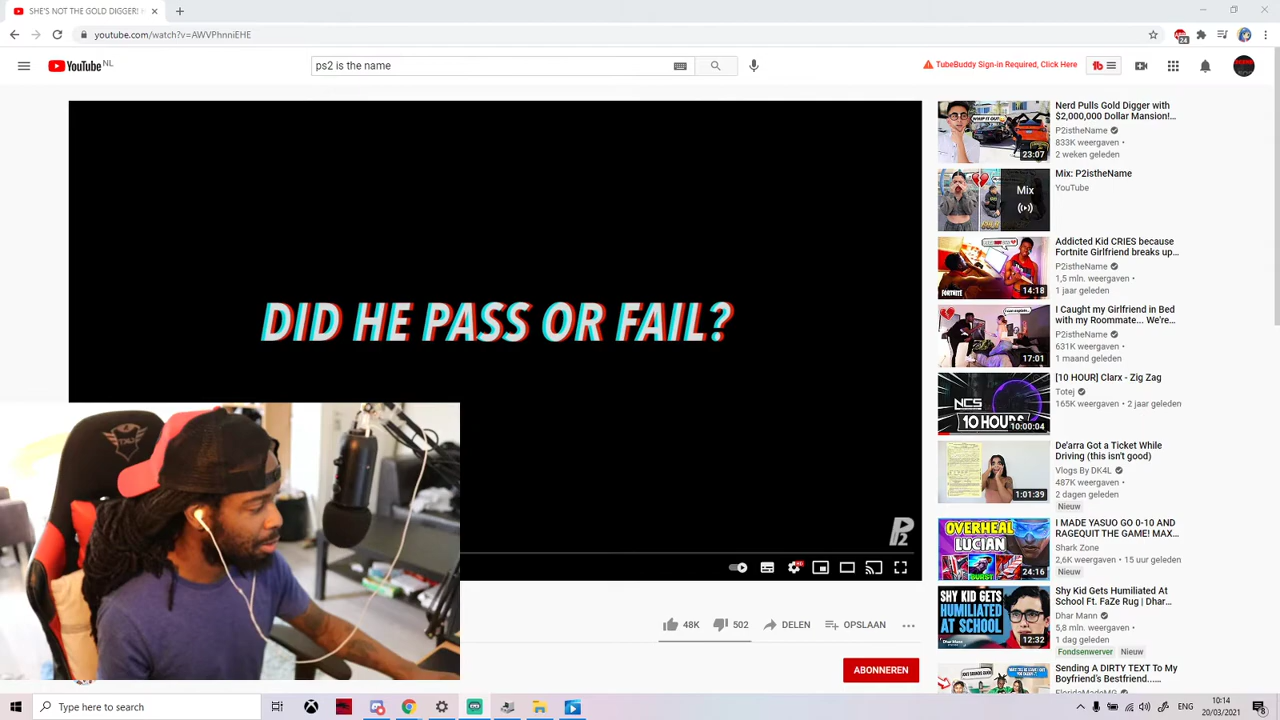 SHE'S NOT THE GOLD DIGGER!
youtube.com/watch?v=AWVPhnniEHE
24
YouTube NL
ps2 is the name
TubeBuddy Sign-in Required, Click Here
tb
DID HE PASS OR FAIL?
P2
48K
502
DELEN
OPSLAAN
ABONNEREN
Nerd Pulls Gold Digger with
$2,000,000 Dollar Mansion!...
P2istheName
833K weergaven •
2 weken geleden
23:07
Mix: P2istheName
YouTube
Mix
Addicted Kid CRIES because
Fortnite Girlfriend breaks up...
P2istheName
1,5 mln. weergaven •
1 jaar geleden
FORTNITE
14:18
I Caught my Girlfriend in Bed
with my Roommate... We're...
P2istheName
631K weergaven •
1 maand geleden
17:01
[10 HOUR] Clarx - Zig Zag
Totej
165K weergaven • 2 jaar geleden
NCS
10 HOURS
10:00:04
De'arra Got a Ticket While
Driving (this isn't good)
Vlogs By DK4L
487K weergaven •
2 dagen geleden
Nieuw
1:01:39
I MADE YASUO GO 0-10 AND
RAGEQUIT THE GAME! MAX...
Shark Zone
2,6K weergaven • 15 uur geleden
Nieuw
OVERHEAL
LUCIAN
BURST
24:16
Shy Kid Gets Humiliated At
School Ft. FaZe Rug | Dhar...
Dhar Mann
5,8 mln. weergaven •
1 dag geleden
Fondsenwerver Nieuw
SHY KID GETS
HUMILIATED
AT SCHOOL
Dhar Mann
12:32
Sending A DIRTY TEXT To My
Boyfriend's Bestfriend......
FloridaMadeMG
Type here to search
ENG
10:14
20/03/2021
8